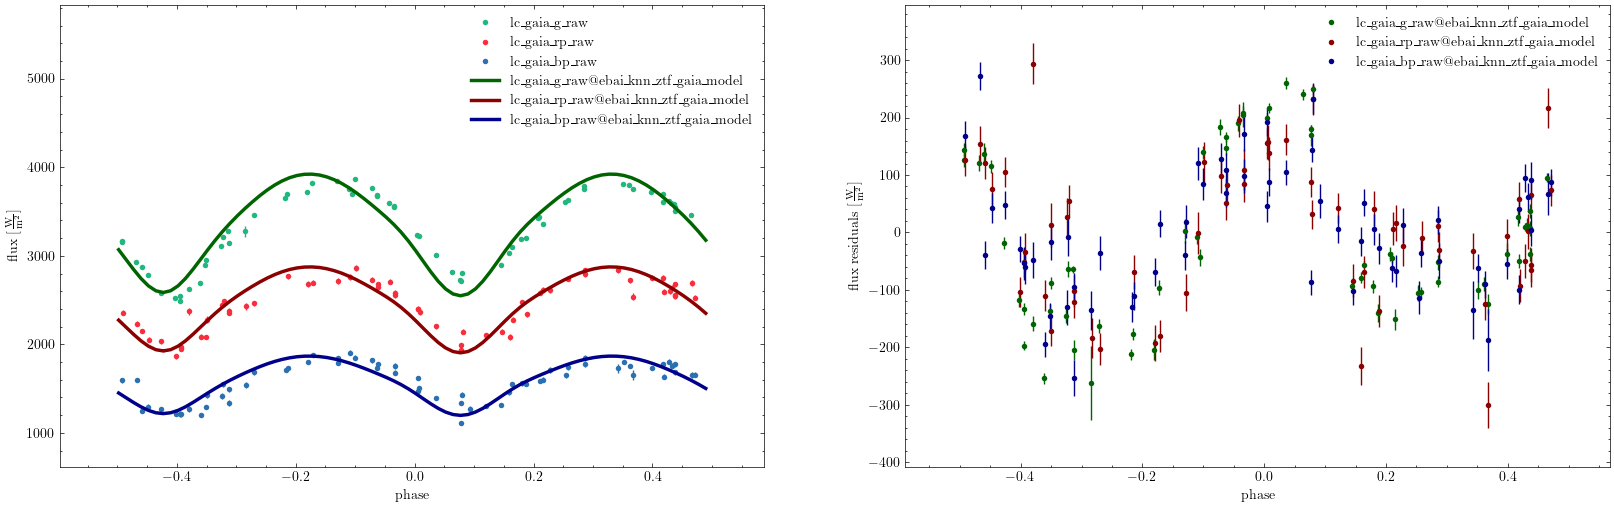 lc_gaia_g_raw
lc_gaia_rp_raw
lc_gaia_bp_raw
lc_gaia_g_raw@ebai_knn_ztf_gaia_model
lc_gaia_rp_raw@ebai_knn_ztf_gaia_model
lc_gaia_bp_raw@ebai_knn_ztf_gaia_model
5000
4000
3000
2000
1000
flux [W/m²]
−0.4 −0.2 0.0 0.2 0.4
phase
lc_gaia_g_raw@ebai_knn_ztf_gaia_model
lc_gaia_rp_raw@ebai_knn_ztf_gaia_model
lc_gaia_bp_raw@ebai_knn_ztf_gaia_model
300
200
100
0
−100
−200
−300
−400
flux residuals [W/m²]
−0.4 −0.2 0.0 0.2 0.4
phase